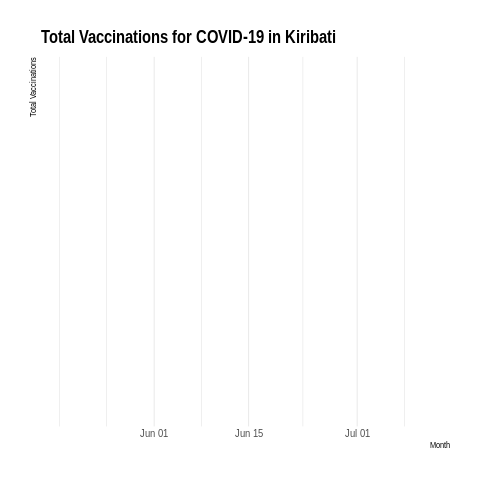 Total Vaccinations for COVID-19 in Kiribati
Total Vaccinations
Jun 01
Jun 15
Jul 01
Month